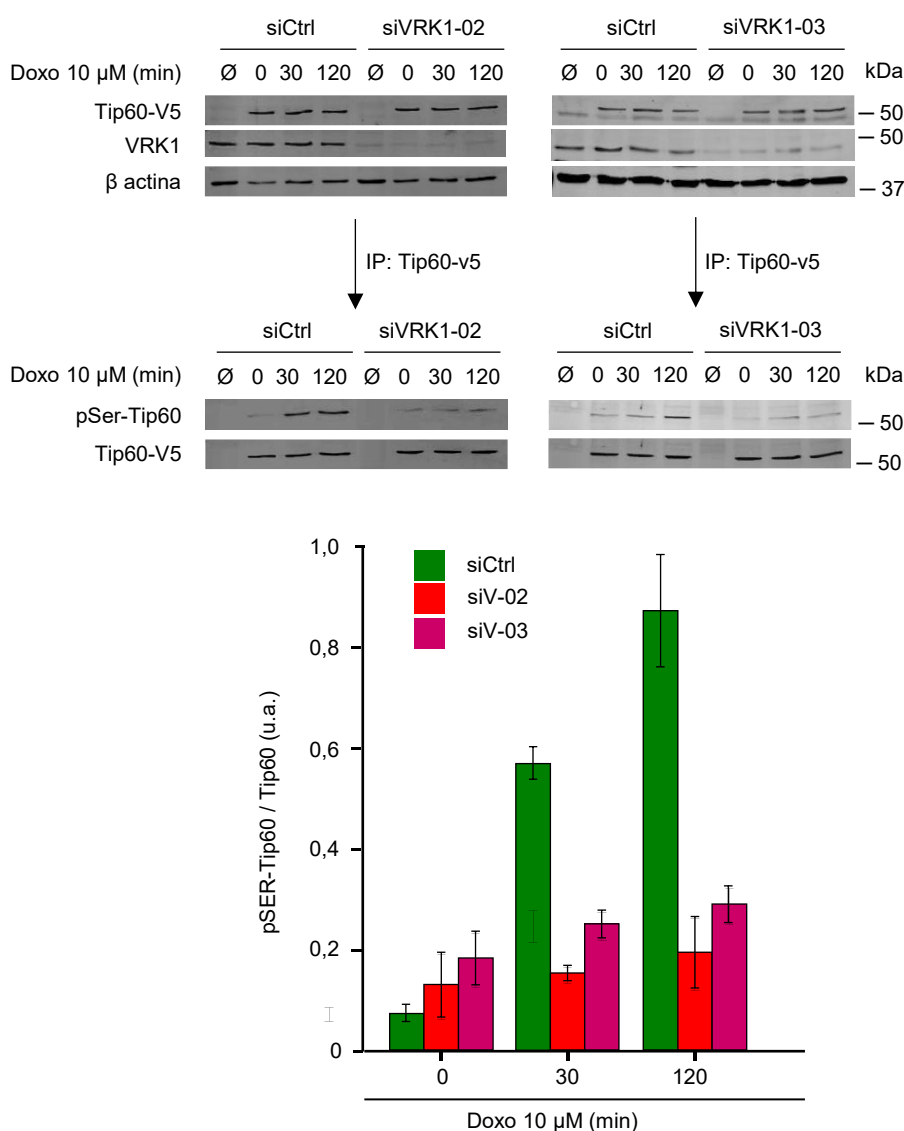 siCtrl siVRK1-02 siCtrl siVRK1-03
Doxo 10 µM (min) Ø 0 30 120 Ø 0 30 120 Ø 0 30 120 Ø 0 30 120 kDa
Tip60-V5 50
VRK1 50
β actina 37
IP: Tip60-v5 IP: Tip60-v5
siCtrl siVRK1-02 siCtrl siVRK1-03
Doxo 10 µM (min) Ø 0 30 120 Ø 0 30 120 Ø 0 30 120 Ø 0 30 120 kDa
pSer-Tip60 50
Tip60-V5 50
pSER-Tip60 / Tip60 (u.a.)
1,0
0,8
0,6
0,4
0,2
0
siCtrl
siV-02
siV-03
0 30 120
Doxo 10 µM (min)